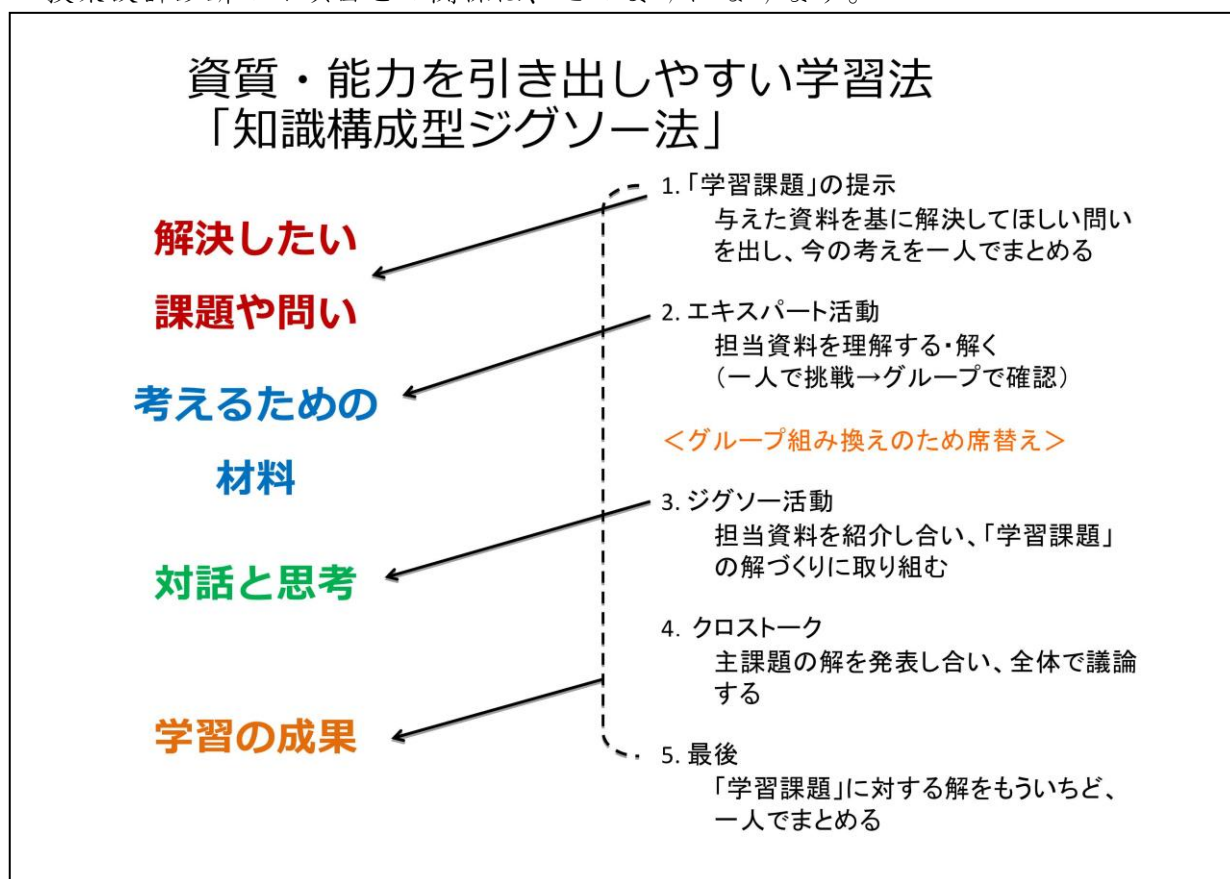 資質・能力を引き出しやすい学習法
「知識構成型ジグソー法」
解決したい
課題や問い
考えるための
材料
対話と思考
学習の成果
1. 「学習課題」の提示
与えた資料を基に解決してほしい問い
を出し、今の考えを一人でまとめる
2. エキスパート活動
担当資料を理解する・解く
（一人で挑戦→グループで確認）
＜グループ組み換えのため席替え＞
3. ジグソー活動
担当資料を紹介し合い、「学習課題」
の解づくりに取り組む
4. クロストーク
主課題の解を発表し合い、全体で議論
する
5. 最後
「学習課題」に対する解をもういちど、
一人でまとめる